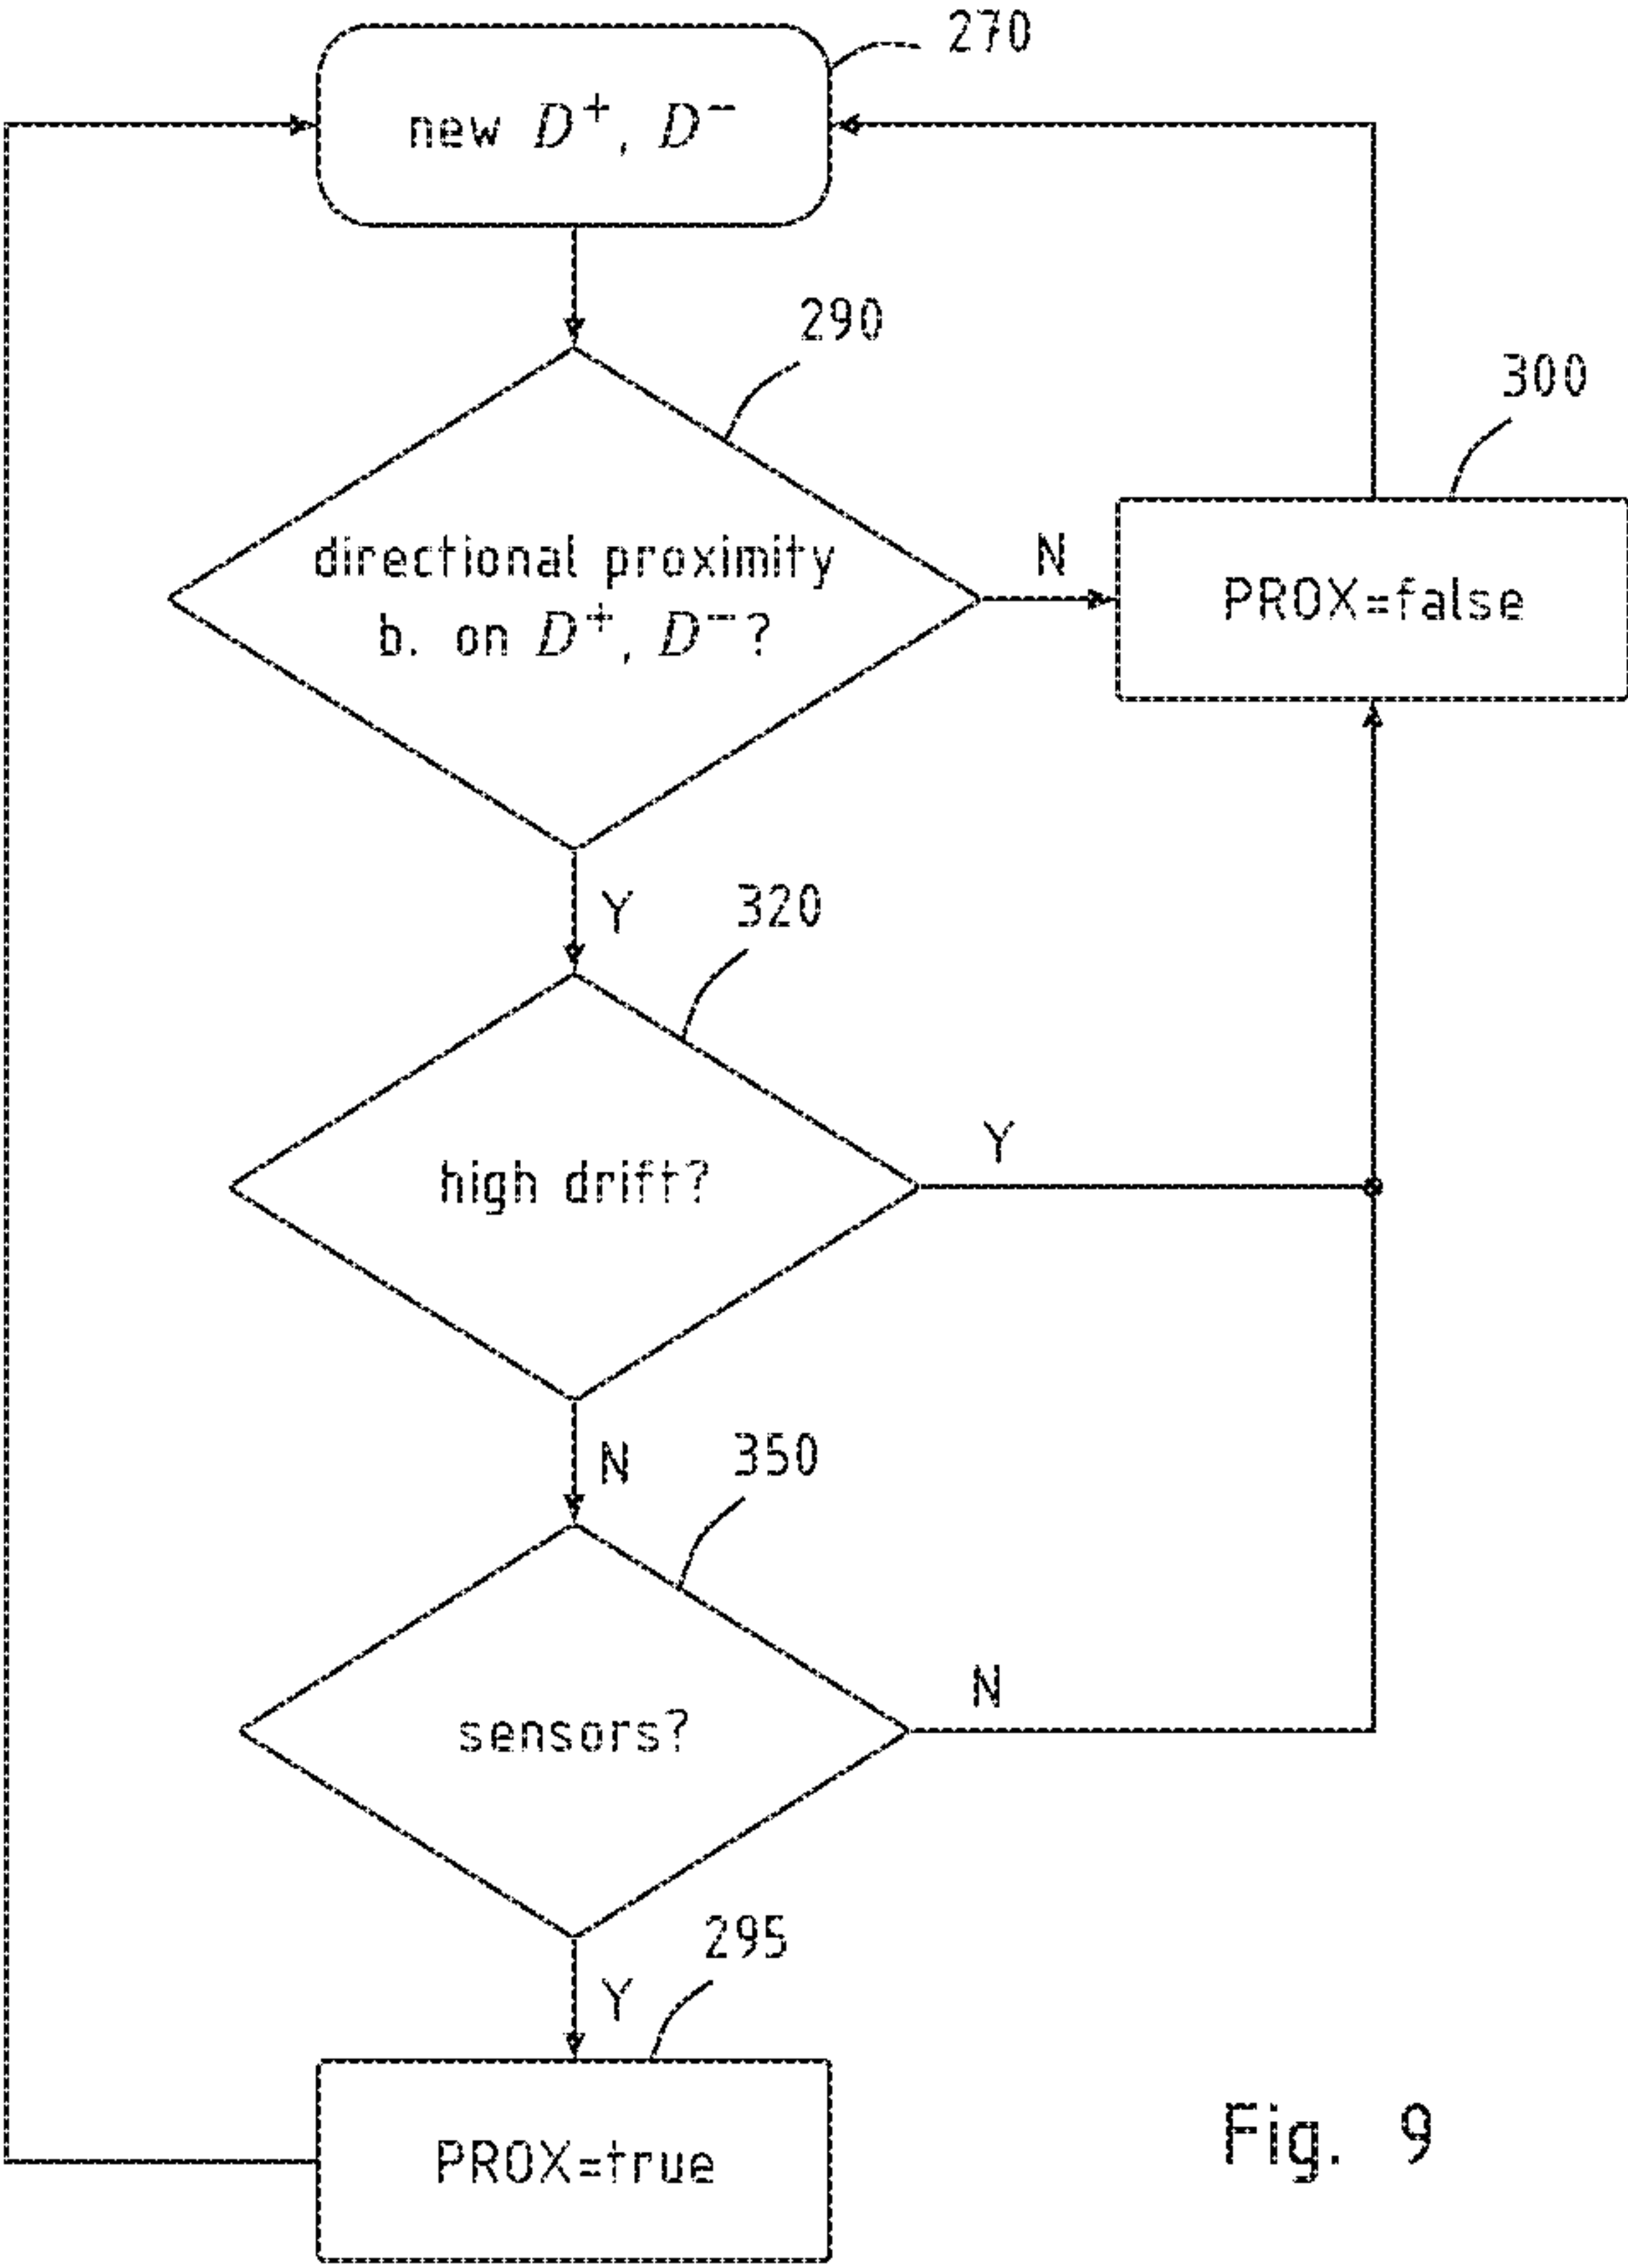 270
new D⁺, D⁻
290
300
directional proximity
b. on D⁺, D⁻?
N
PROX=false
Y
320
high drift?
Y
N
350
sensors?
N
Y
295
PROX=true
Fig. 9